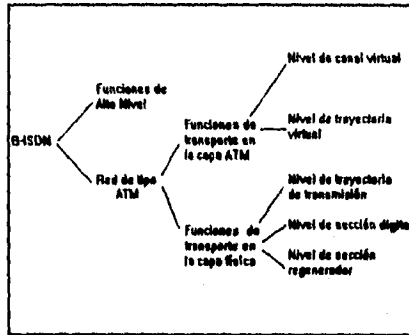 B-ISDN
Funciones de
Alto Nivel
Red de tipo
ATM
Funciones de
transporte en
la capa ATM
Funciones de
transporte en
la capa física
Nivel de canal virtual
Nivel de trayectoria
virtual
Nivel de trayectoria
de transmisión
Nivel de sección digital
Nivel de sección
regenerador